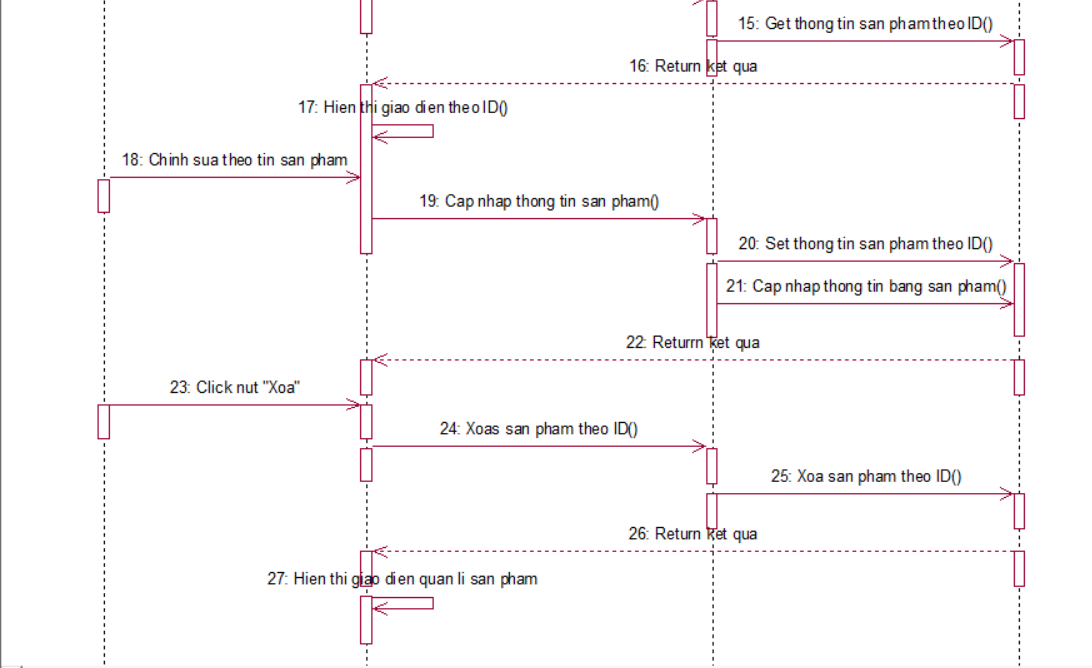 15: Get thong tin san pham theo ID()
16: Return ket qua
17: Hien thi giao dien theo ID()
18: Chinh sua theo tin san pham
19: Cap nhap thong tin san pham()
20: Set thong tin san pham theo ID()
21: Cap nhap thong tin bang san pham()
22: Returrn ket qua
23: Click nut "Xoa"
24: Xoas san pham theo ID()
25: Xoa san pham theo ID()
26: Return ket qua
27: Hien thi giao dien quan li san pham